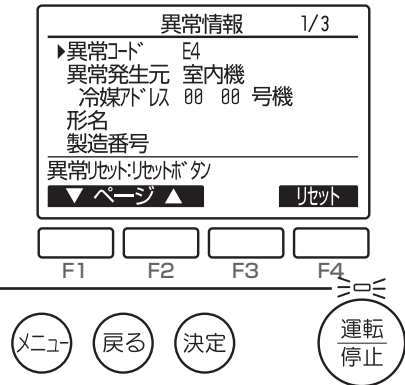 異常情報 1/3
▶異常コード E4
異常発生元 室内機
冷媒アドレス 00 00 号機
形名
製造番号
異常リセット:リセットボタン
▼ ページ ▲ リセット
F1 F2 F3 F4
メニュー 戻る 決定 運転
停止